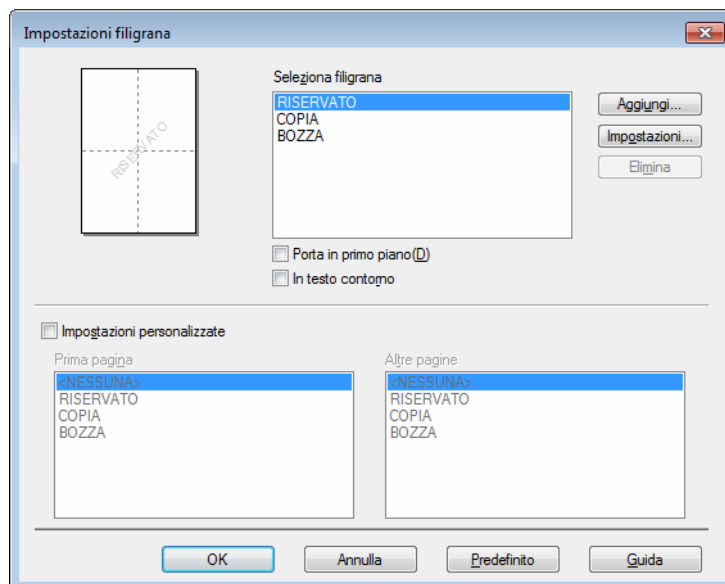 Impostazioni filigrana
Seleziona filigrana
RISERVATO
RISERVATO
COPIA
BOZZA
Aggiungi...
Impostazioni...
Elimina
Porta in primo piano(D)
In testo contorno
Impostazioni personalizzate
Prima pagina
<NESSUNA>
RISERVATO
COPIA
BOZZA
Altre pagine
<NESSUNA>
RISERVATO
COPIA
BOZZA
OK
Annulla
Predefinito
Guida